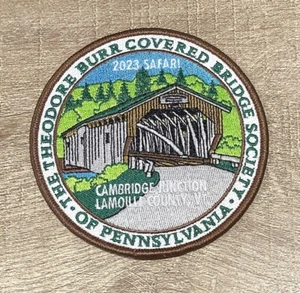 THE THEODORE BURR COVERED BRIDGE SOCIETY
• OF PENNSYLVANIA •
2023 SAFARI
CAMBRIDGE JUNCTION
LAMOILLE COUNTY, VT